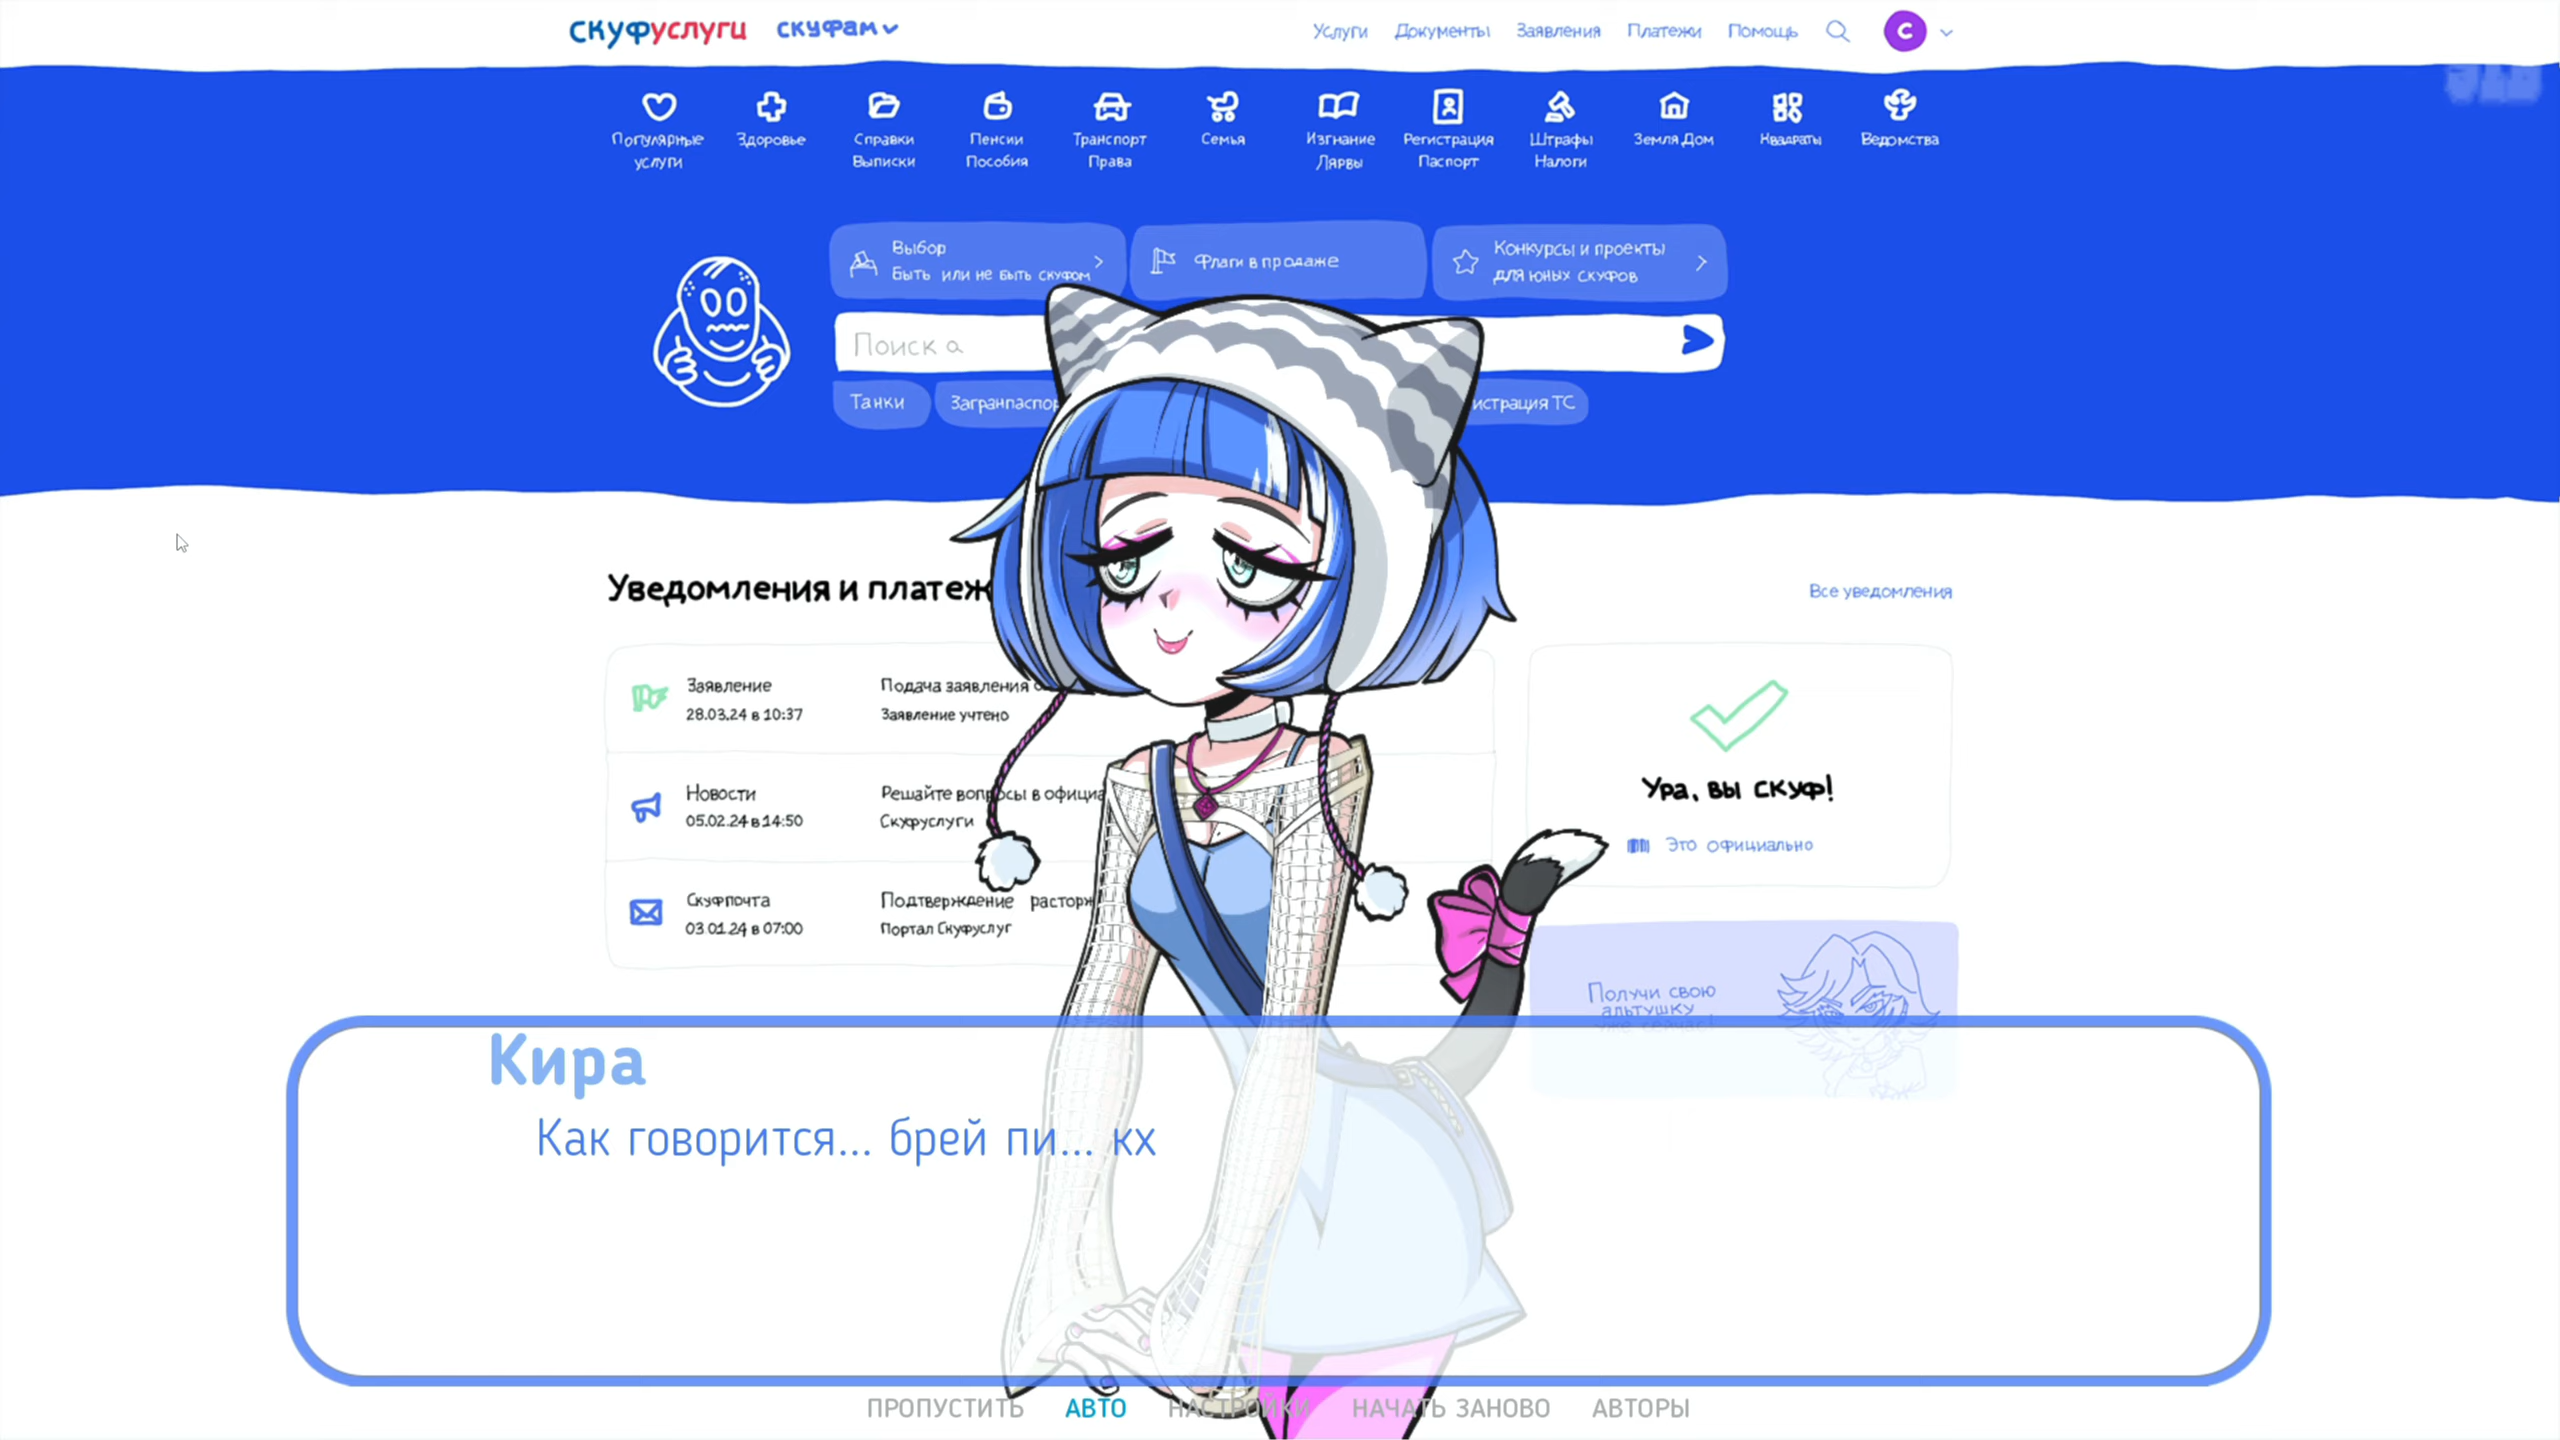 скуфуслуги скуфам
Услуги Документы Заявления Платежи Помощь С
Популярные услуги
Здоровье
Справки Выписки
Пенсии Пособия
Транспорт Права
Семья
Изгнание Лярвы
Регистрация Паспорт
Штрафы Налоги
Земля Дом
Квадраты
Ведомства
Выбор
Быть или не быть скуфом
Флаги в продаже
Конкурсы и проекты
для юных скуфов
Поиск а
Танки
Загранпаспор
истрация ТС
Уведомления и платеж
Все уведомления
Заявление
28.03.24 в 10:37
Подача заявления
Заявление учтено
Новости
05.02.24 в 14:50
Решайте вопросы в официа
Скуфуслуги
Скуфпочта
03.01.24 в 07:00
Подтверждение расторж
Портал Скуфуслуг
Ура, вы скуф!
Это официально
Получи свою
альтушку
уже сейчас!
Кира
Как говорится... брей пи... кх
ПРОПУСТИТЬ АВТО НАСТРОЙКИ НАЧАТЬ ЗАНОВО АВТОРЫ